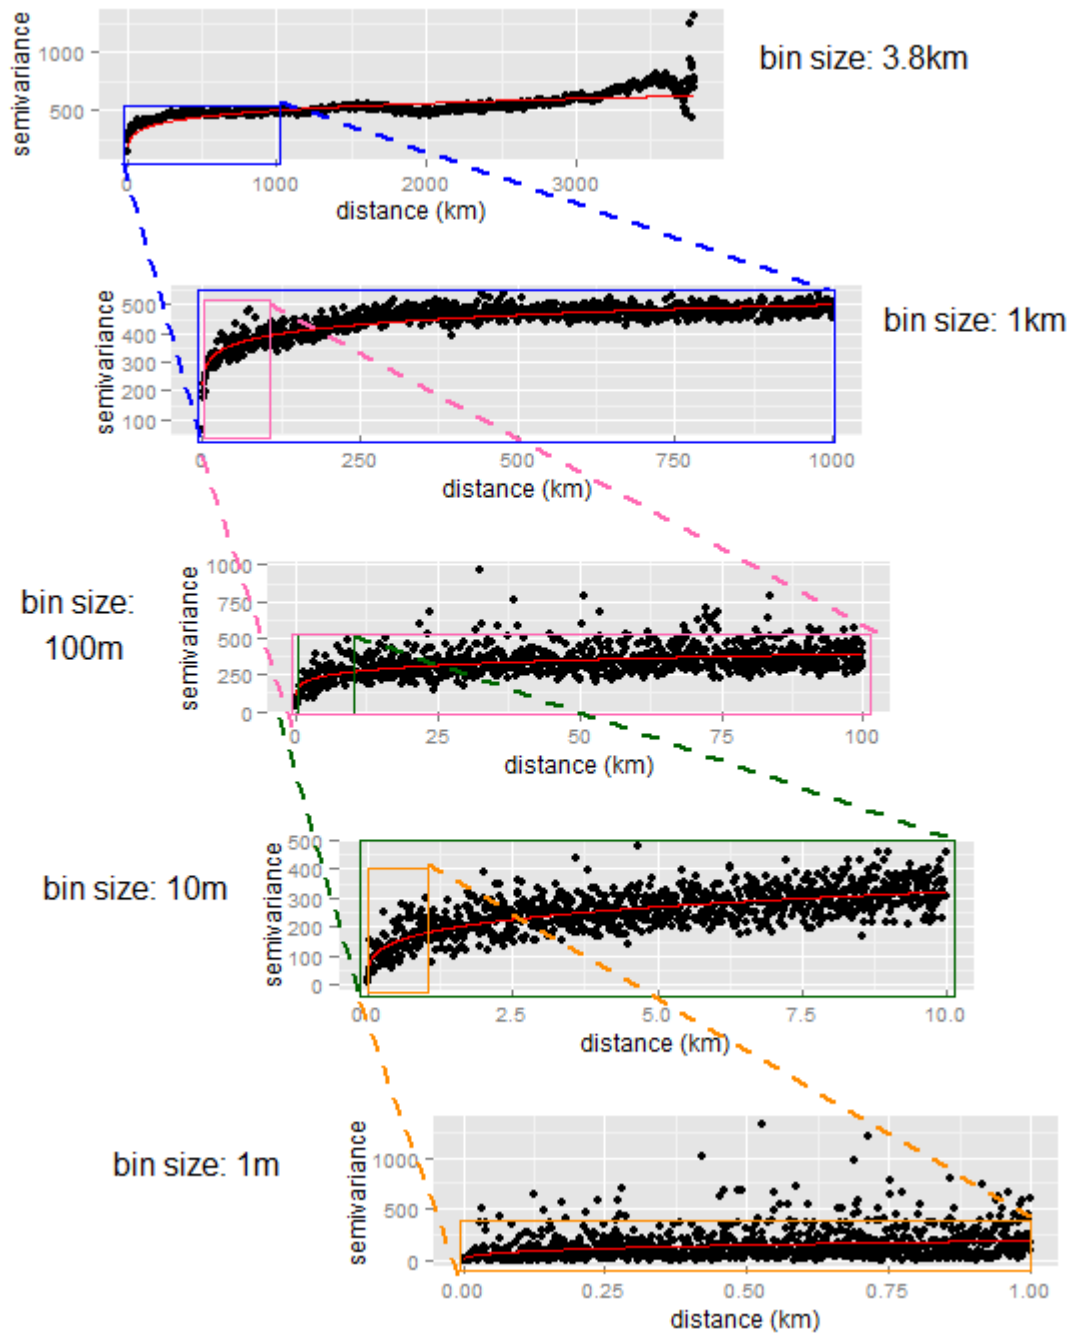 semivariance
1000
500
0
1000
2000
3000
distance (km)
bin size: 3.8km
semivariance
500
400
300
200
100
0
250
500
750
1000
distance (km)
bin size: 1km
bin size:
100m
semivariance
1000
750
500
250
0
0
25
50
75
100
distance (km)
bin size: 10m
semivariance
500
400
300
200
100
0
0.0
2.5
5.0
7.5
10.0
distance (km)
bin size: 1m
semivariance
1000
500
0
0.00
0.25
0.50
0.75
1.00
distance (km)